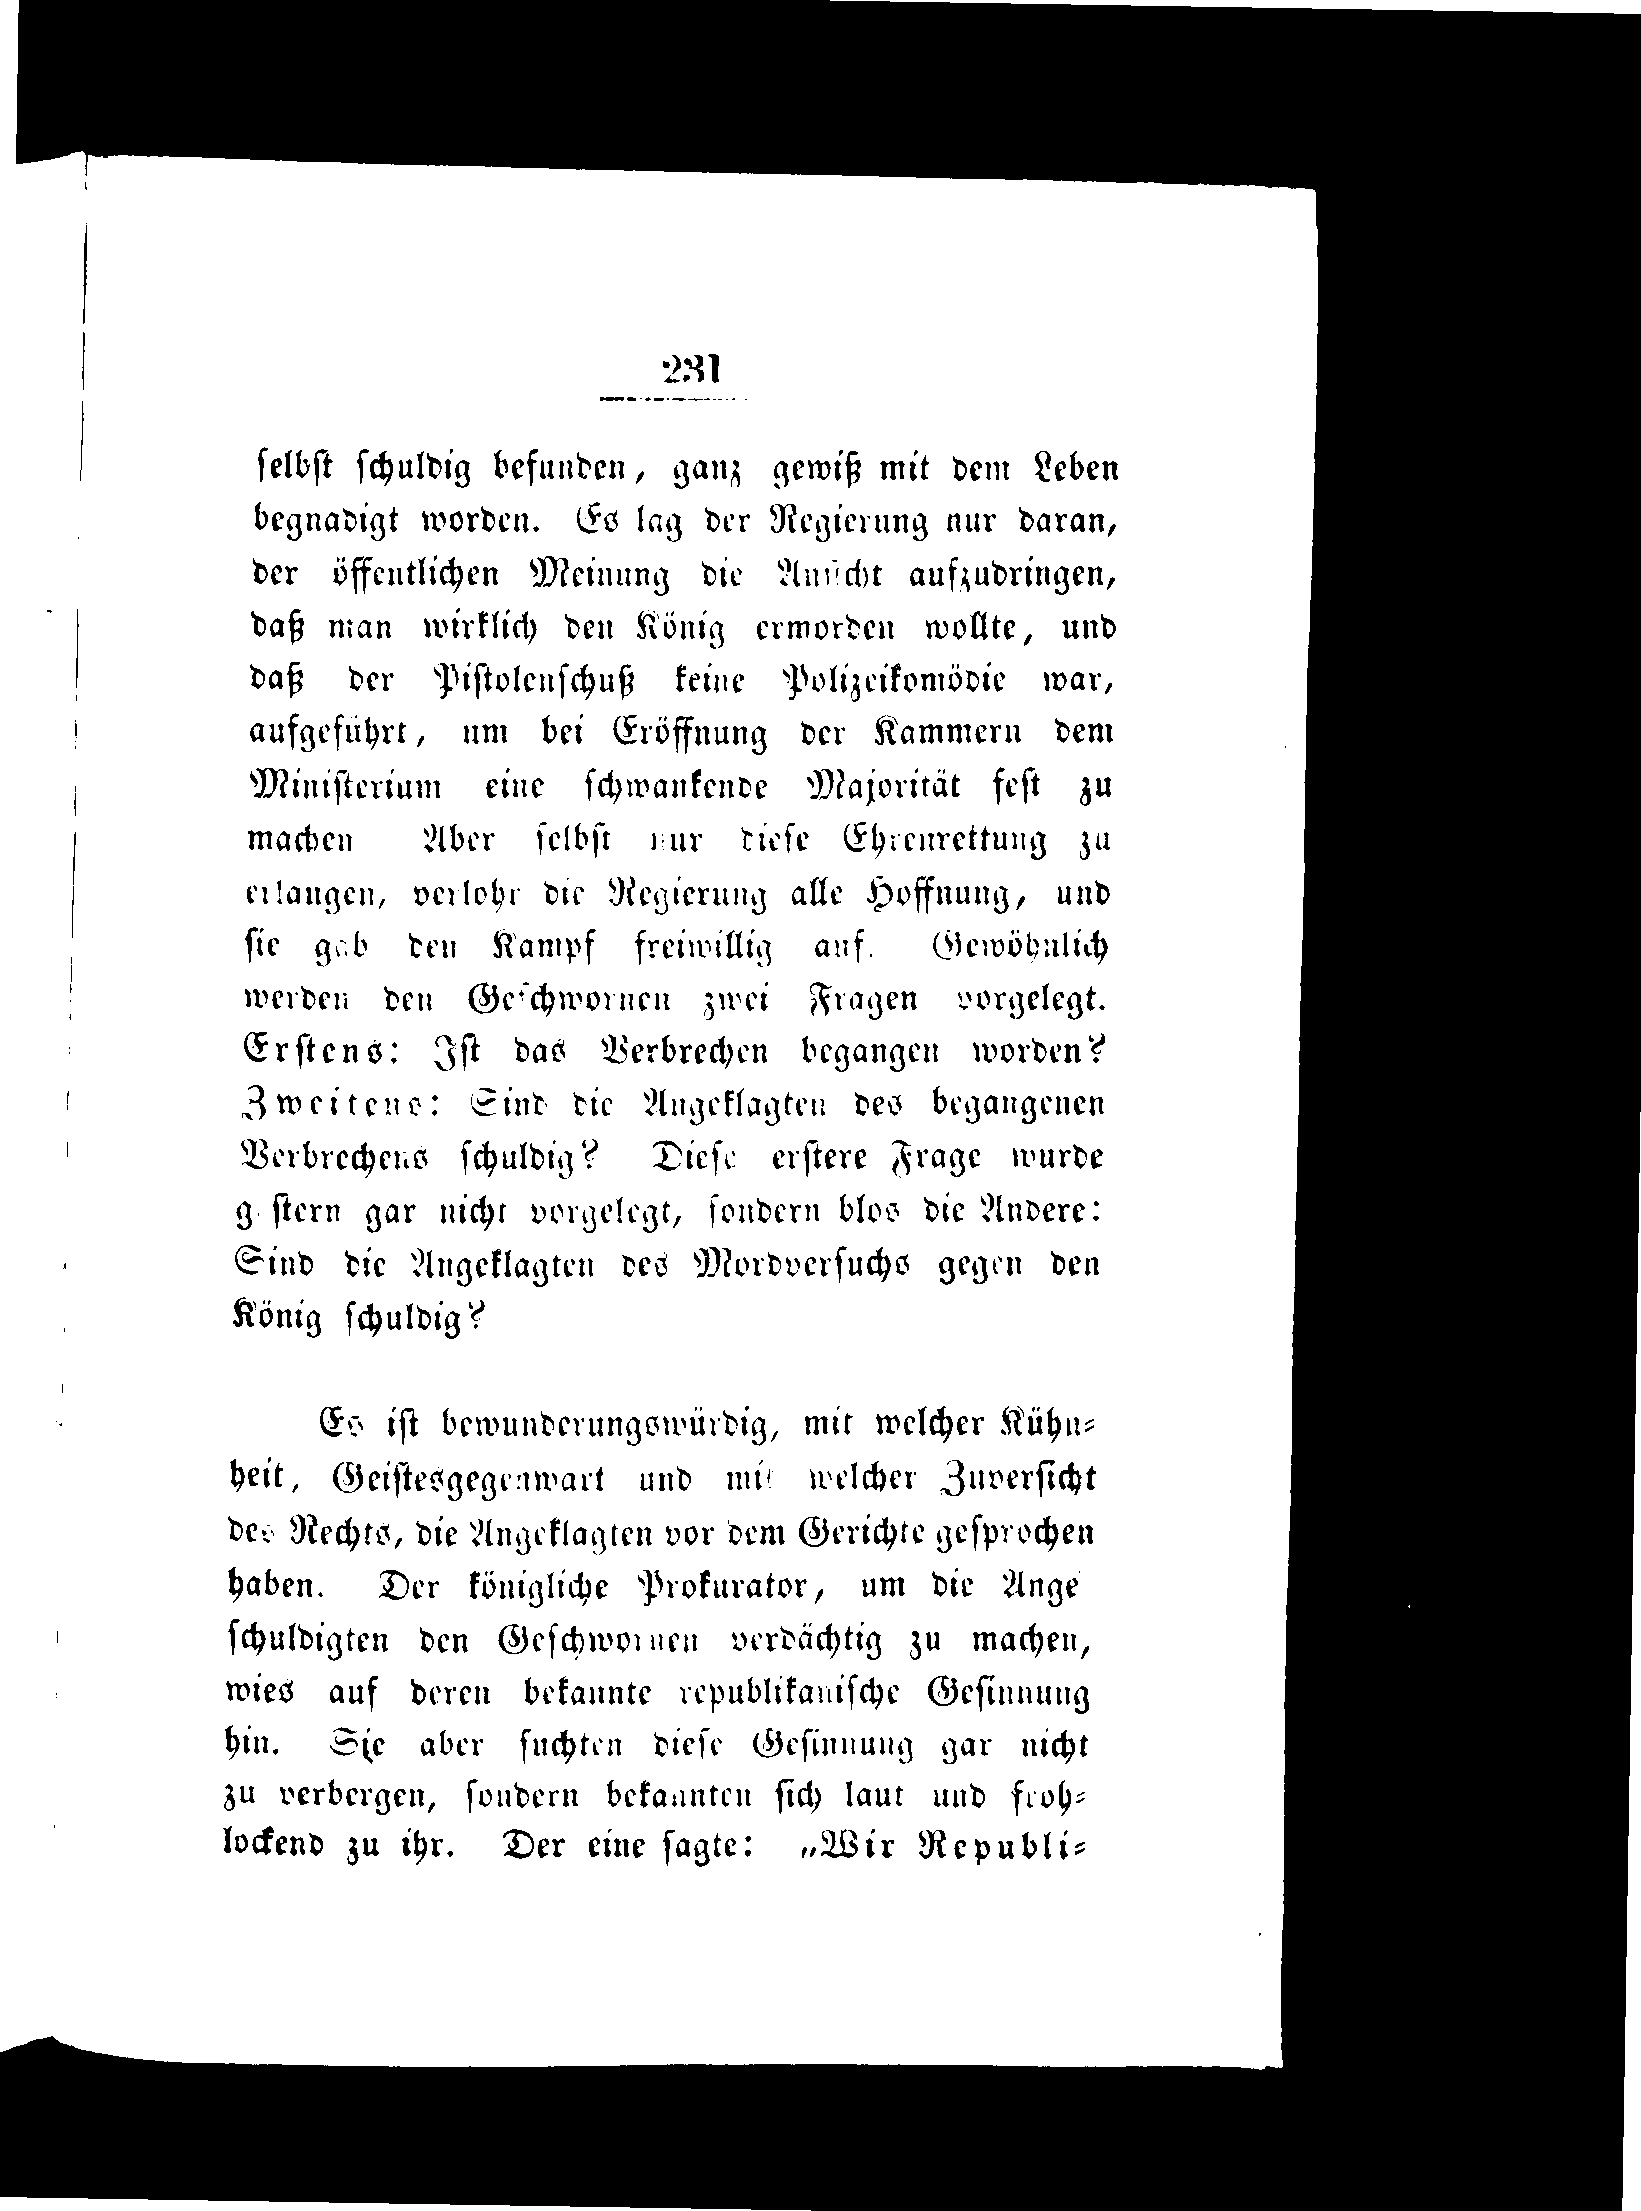 231
selbst schuldig befunden, ganz gewiß mit dem Leben
begnadigt worden. Es lag der Regierung nur daran,
der öffentlichen Meinung die Ansicht aufzudringen,
daß man wirklich den König ermorden wollte, und
daß der Pistolenschuß keine Polizeikomödie war,
aufgeführt, um bei Eröffnung der Kammern dem
Ministerium eine schwankende Majorität fest zu
machen Aber selbst nur diese Ehrenrettung zu
erlangen, verlohr die Regierung alle Hoffnung, und
sie gab den Kampf freiwillig auf. Gewöhnlich
werden den Geschwornen zwei Fragen vorgelegt.
Erstens: Ist das Verbrechen begangen worden?
Zweitens: Sind die Angeklagten des begangenen
Verbrechens schuldig? Diese erstere Frage wurde
gestern gar nicht vorgelegt, sondern blos die Andere:
Sind die Angeklagten des Mordversuchs gegen den
König schuldig?
Es ist bewunderungswürdig, mit welcher Kühn=
heit, Geistesgegenwart und mit welcher Zuversicht
des Rechts, die Angeklagten vor dem Gerichte gesprochen
haben. Der königliche Prokurator, um die Ange
schuldigten den Geschwornen verdächtig zu machen,
wies auf deren bekannte republikanische Gesinnung
hin. Sie aber suchten diese Gesinnung gar nicht
zu verbergen, sondern bekannten sich laut und froh=
lockend zu ihr. Der eine sagte: „Wir Republi=